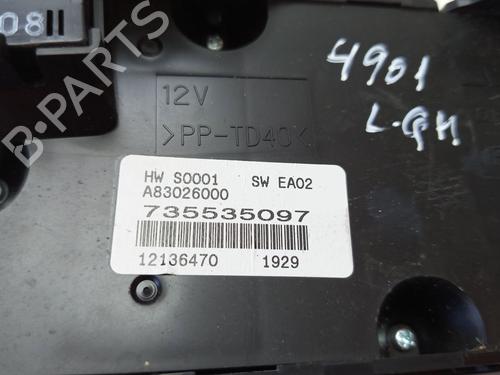 08
12V
>PP-TD40<
4901
L-GH
HW S0001 SW EA02
A83026000
735535097
12136470 1929
B-PARTS